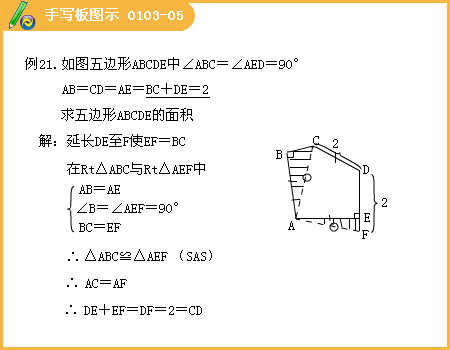 手写板图示 0103-05
例21.如图五边形ABCDE中∠ABC=∠AED=90°
AB=CD=AE=BC+DE=2
求五边形ABCDE的面积
解：延长DE至F使EF=BC
在Rt△ABC与Rt△AEF中
AB=AE
∠B=∠AEF=90°
BC=EF
∴ △ABC≌△AEF（SAS）
∴ AC=AF
∴ DE+EF=DF=2=CD
C
2
B
D
2
A
E
F